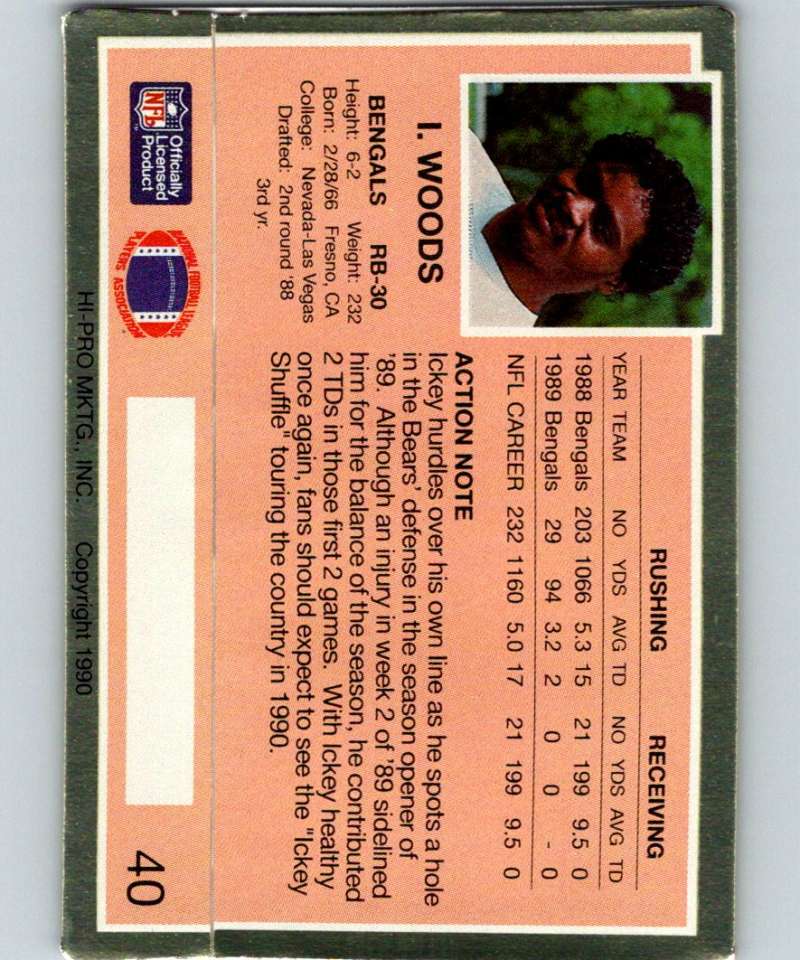 I. WOODS
BENGALS RB-30
Height: 6-2 Weight: 232
Born: 2/28/66 Fresno, CA
College: Nevada-Las Vegas
Drafted: 2nd round '88
3rd yr.
RUSHING RECEIVING
YEAR TEAM NO YDS AVG TD NO YDS AVG TD
1988 Bengals 203 1066 5.3 15 21 199 9.5 0
1989 Bengals 29 94 3.2 2 0 0 - 0
NFL CAREER 232 1160 5.0 17 21 199 9.5 0
ACTION NOTE
Ickey hurdles over his own line as he spots a hole
in the Bears' defense in the season opener of
'89. Although an injury in week 2 of '89 sidelined
him for the balance of the season, he contributed
2 TDs in those first 2 games. With Ickey healthy
once again, fans should expect to see the "Ickey
Shuffle" touring the country in 1990.
NFL
Officially
Licensed
Product
NATIONAL FOOTBALL LEAGUE
PLAYERS ASSOCIATION
40
HI-PRO MKTG., INC. Copyright 1990